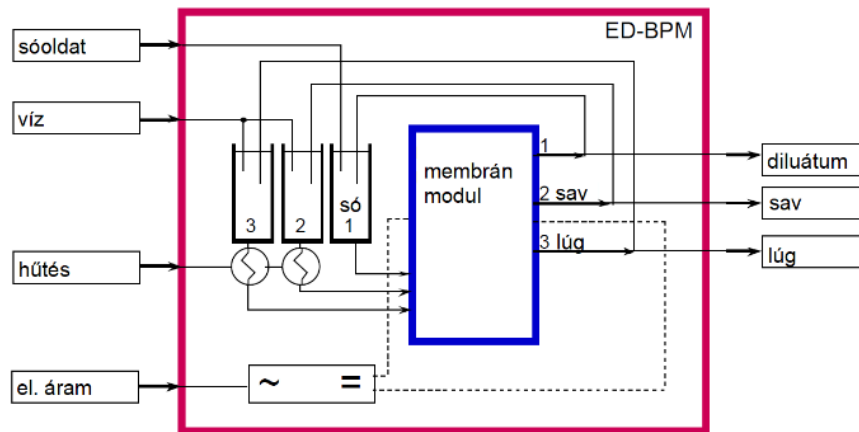 ED-BPM
sóoldat
víz
hűtés
el. áram
3
2
só
1
membrán
modul
1
2 sav
3 lúg
~ =
diluátum
sav
lúg